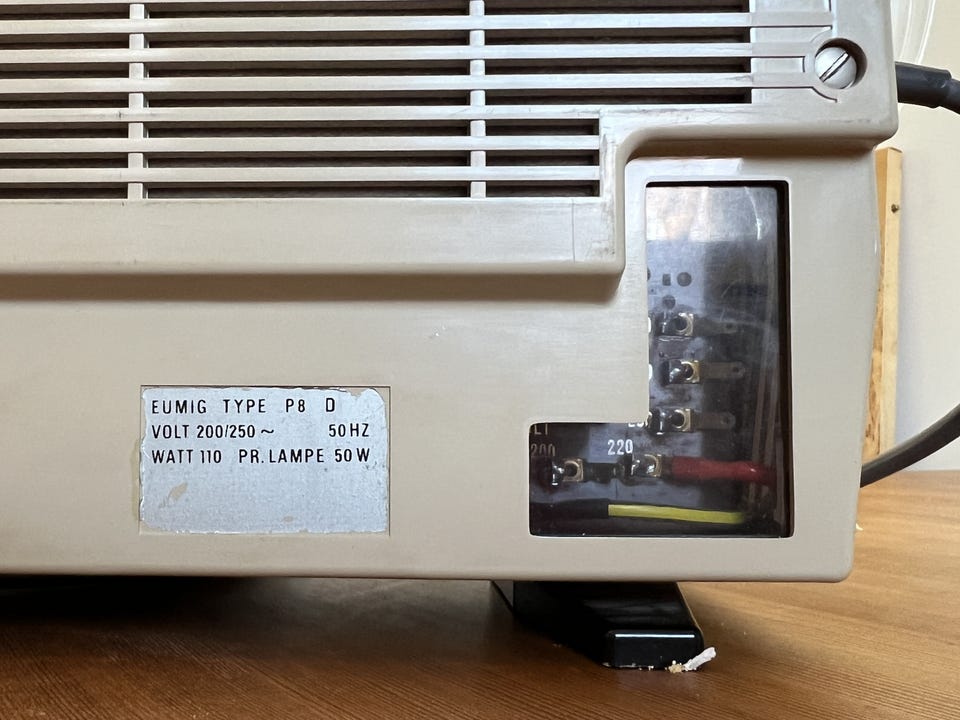 EUMIG TYPE P8 D
VOLT 200/250 ~ 50 HZ
WATT 110 PR. LAMPE 50 W
200 220